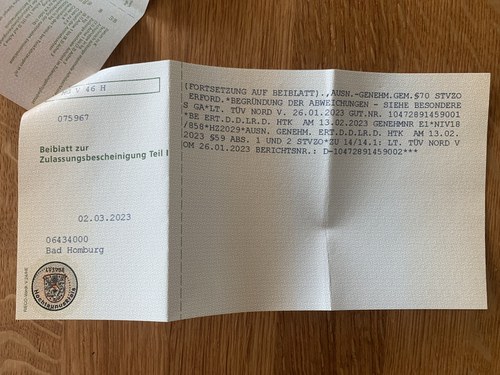 V 46 H
075967
Beiblatt zur
Zulassungsbescheinigung Teil I
02.03.2023
06434000
Bad Homburg
Hochtaunuskreis
(FORTSETZUNG AUF BEIBLATT).,AUSN.-GENEHM.GEM.§70 STVZO
ERFORD.*BEGRÜNDUNG DER ABWEICHUNGEN - SIEHE BESONDERE
S GA*LT. TÜV NORD V. 26.01.2023 GUT.NR. 10472891459001
*BE ERT.D.D.LR.D. HTK  AM 13.02.2023 GENEHMNR E1*NIV18
/858*HZ2029*AUSN. GENEHM. ERT.D.D.LR.D. HTK  AM 13.02.
2023 §59 ABS. 1 UND 2 STVZO*ZU 14/14.1: LT. TÜV NORD V
OM 26.01.2023 BERICHTSNR.: D-10472891459002***